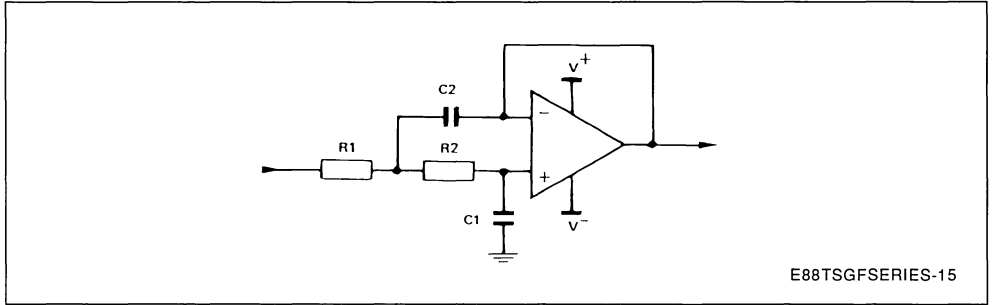 V+
C2
−
R1
R2
+
C1
V−
E88TSGFSERIES-15